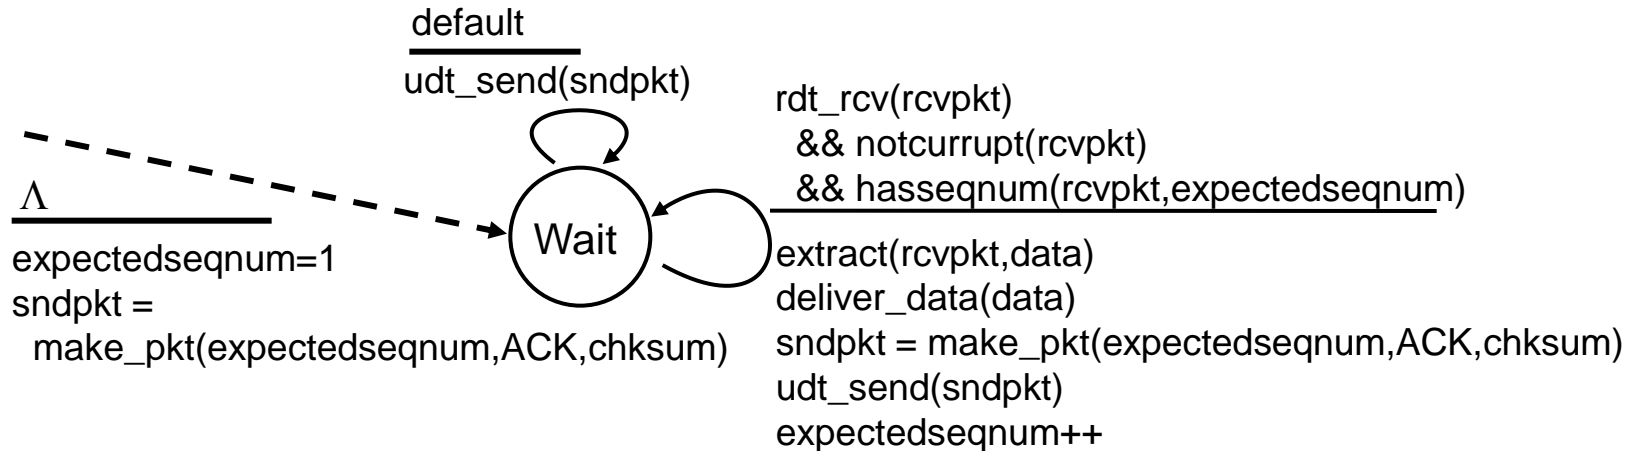 default
udt_send(sndpkt)
rdt_rcv(rcvpkt)
&& notcurrupt(rcvpkt)
&& hasseqnum(rcvpkt,expectedseqnum)
Λ
Wait
expectedseqnum=1
sndpkt =
make_pkt(expectedseqnum,ACK,chksum)
extract(rcvpkt,data)
deliver_data(data)
sndpkt = make_pkt(expectedseqnum,ACK,chksum)
udt_send(sndpkt)
expectedseqnum++